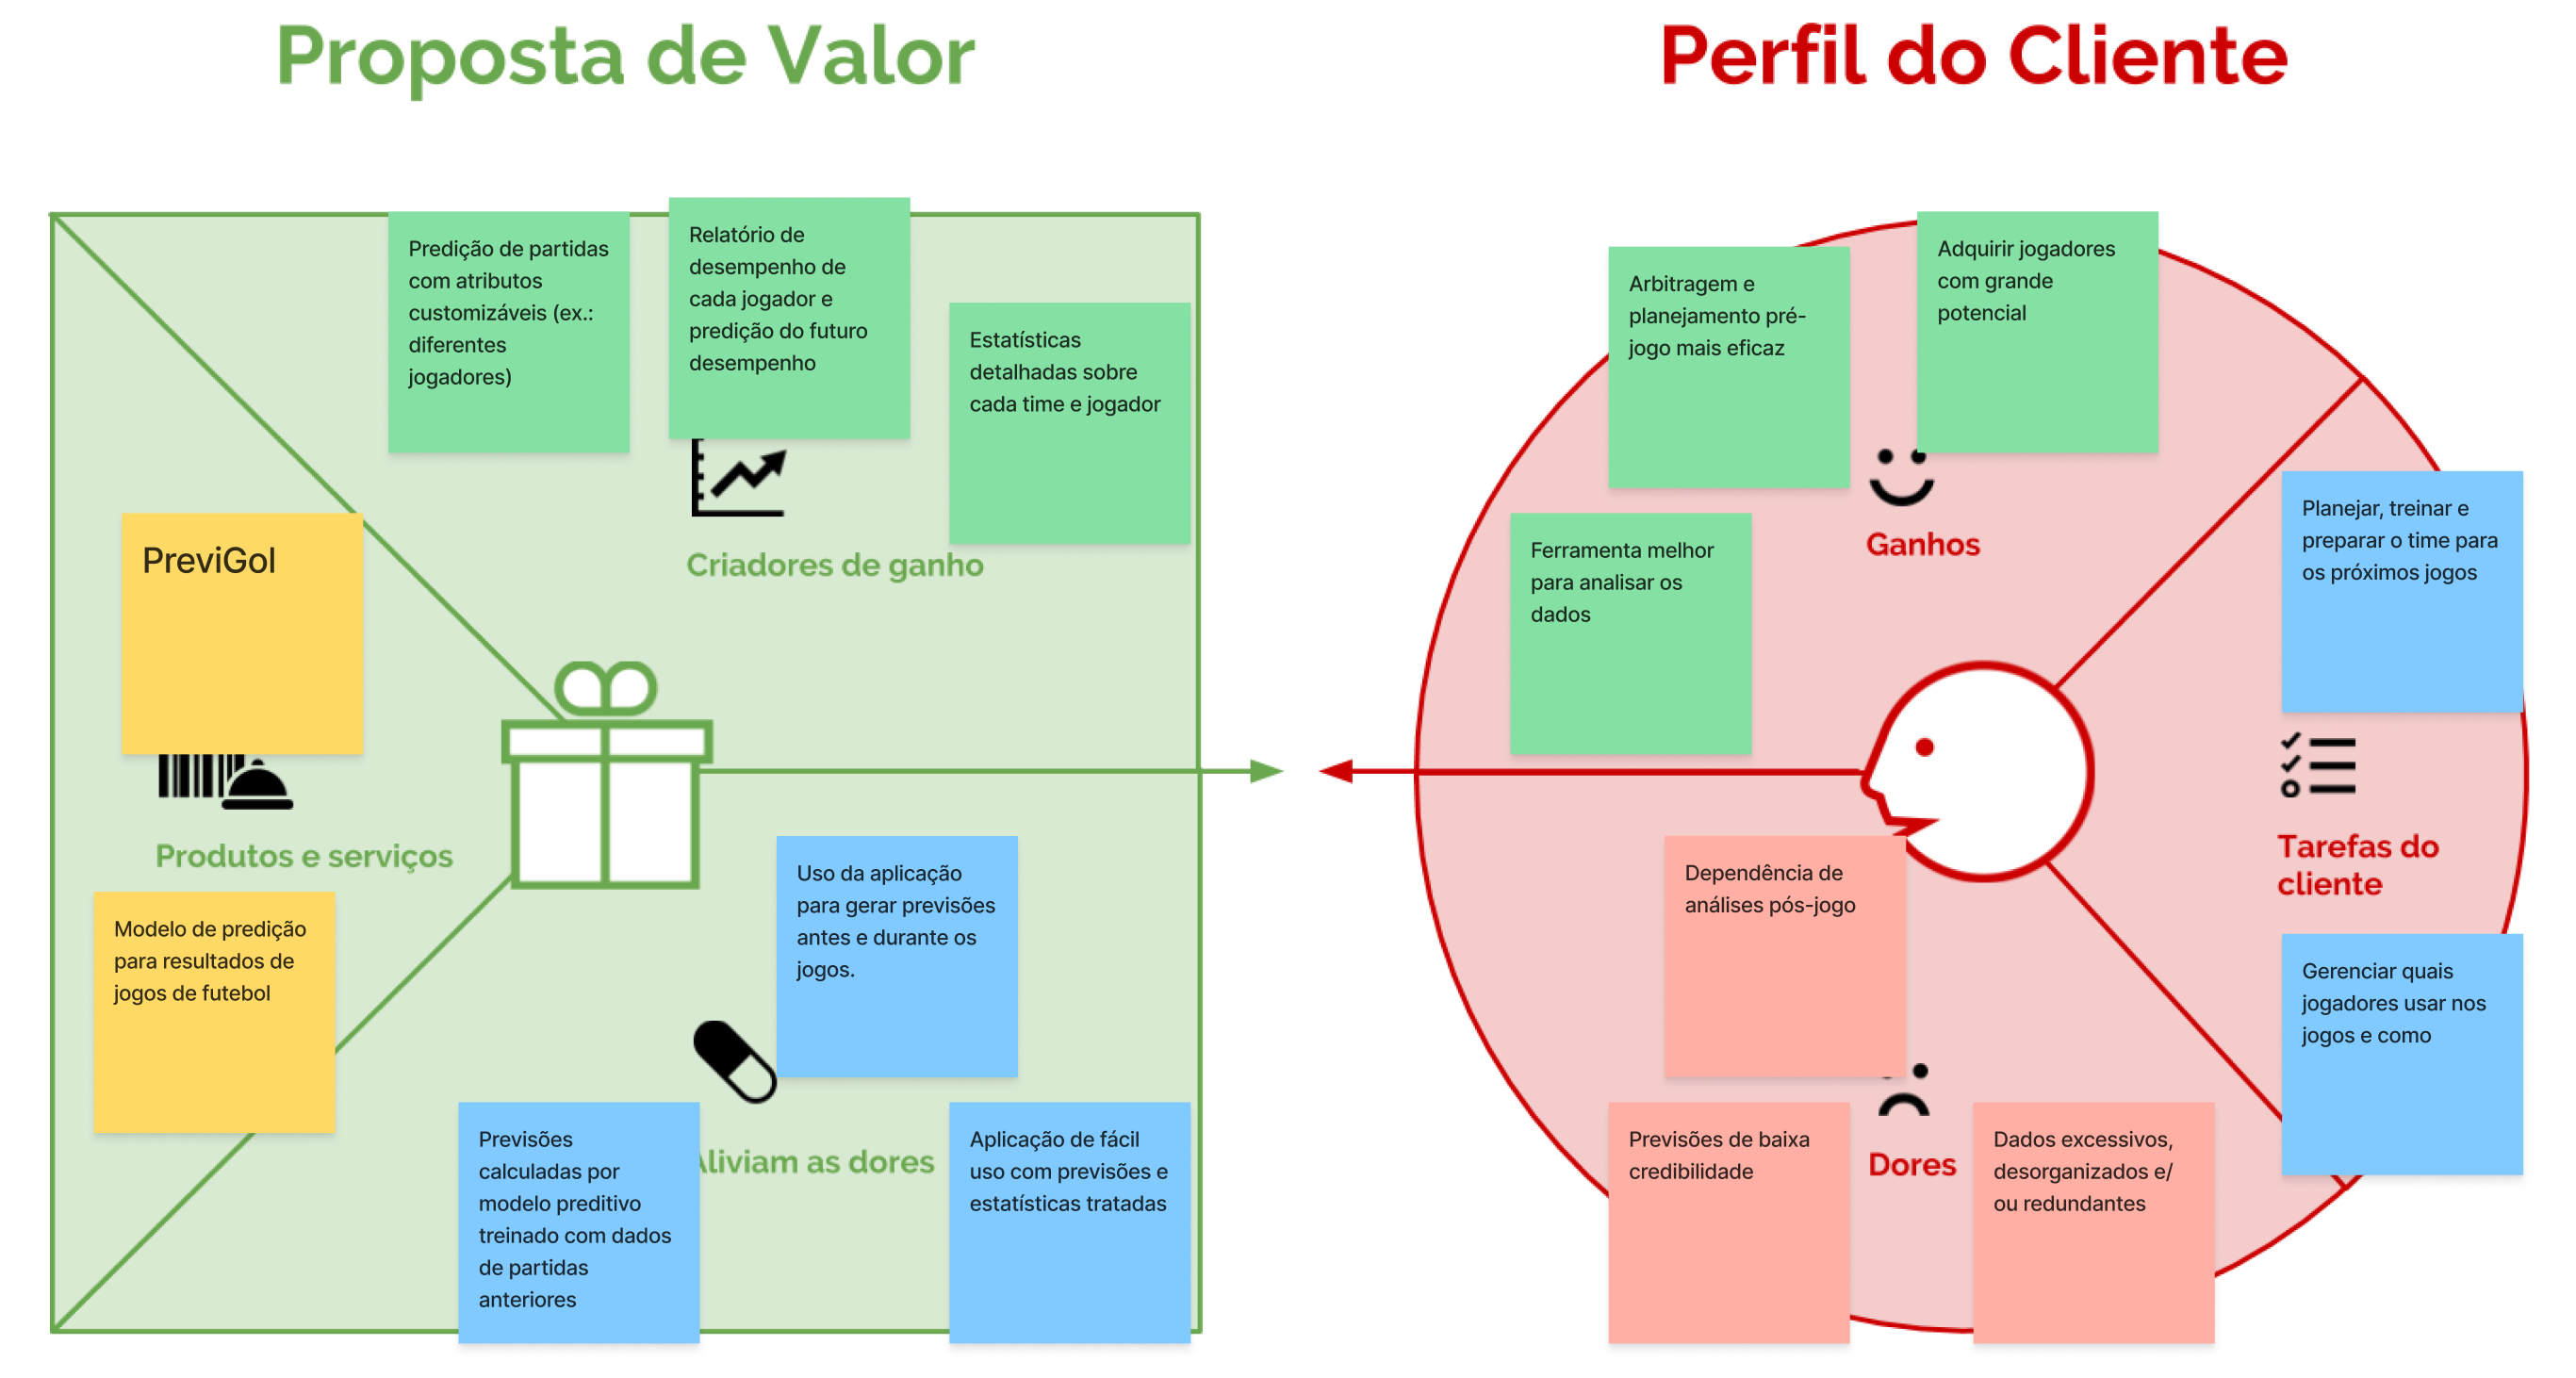 Proposta de Valor
Perfil do Cliente
Predição de partidas
com atributos
customizáveis (ex.:
diferentes
jogadores)
Relatório de
desempenho de
cada jogador e
predição do futuro
desempenho
Estatísticas
detalhadas sobre
cada time e jogador
Criadores de ganho
PreviGol
Produtos e serviços
Modelo de predição
para resultados de
jogos de futebol
Uso da aplicação
para gerar previsões
antes e durante os
jogos.
Aliviam as dores
Previsões
calculadas por
modelo preditivo
treinado com dados
de partidas
anteriores
Aplicação de fácil
uso com previsões e
estatísticas tratadas
Arbitragem e
planejamento pré-
jogo mais eficaz
Adquirir jogadores
com grande
potencial
Ganhos
Ferramenta melhor
para analisar os
dados
Planejar, treinar e
preparar o time para
os próximos jogos
Tarefas do
cliente
Gerenciar quais
jogadores usar nos
jogos e como
Dependência de
análises pós-jogo
Dores
Previsões de baixa
credibilidade
Dados excessivos,
desorganizados e/
ou redundantes